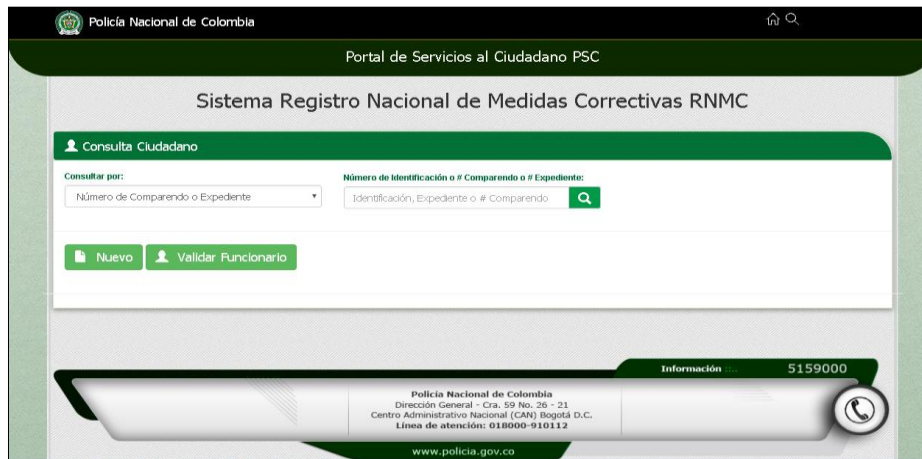 Policía Nacional de Colombia
Portal de Servicios al Ciudadano PSC
Sistema Registro Nacional de Medidas Correctivas RNMC
Consulta Ciudadano
Consultar por:
Número de Identificación o # Comparendo o # Expediente:
Número de Comparendo o Expediente
Identificación, Expediente o # Comparendo
Nuevo
Validar Funcionario
Información ::..
5159000
Policía Nacional de Colombia
Dirección General - Cra. 59 No. 26 - 21
Centro Administrativo Nacional (CAN) Bogotá D.C.
Línea de atención: 018000-910112
www.policia.gov.co